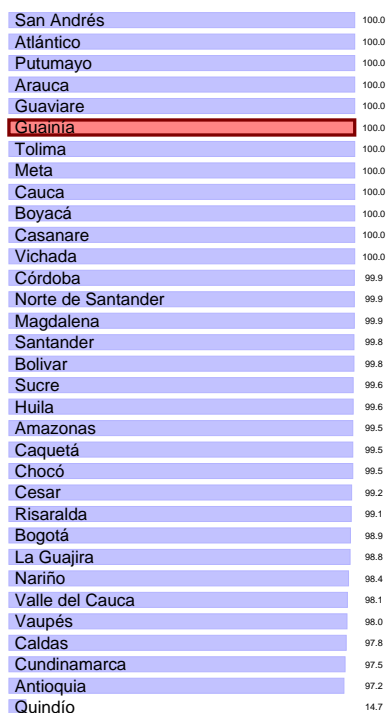 San Andrés 100.0
Atlántico 100.0
Putumayo 100.0
Arauca 100.0
Guaviare 100.0
Guainía 100.0
Tolima 100.0
Meta 100.0
Cauca 100.0
Boyacá 100.0
Casanare 100.0
Vichada 100.0
Córdoba 99.9
Norte de Santander 99.9
Magdalena 99.9
Santander 99.8
Bolivar 99.8
Sucre 99.6
Huila 99.6
Amazonas 99.5
Caquetá 99.5
Chocó 99.5
Cesar 99.2
Risaralda 99.1
Bogotá 98.9
La Guajira 98.8
Nariño 98.4
Valle del Cauca 98.1
Vaupés 98.0
Caldas 97.8
Cundinamarca 97.5
Antioquia 97.2
Quindío 14.7